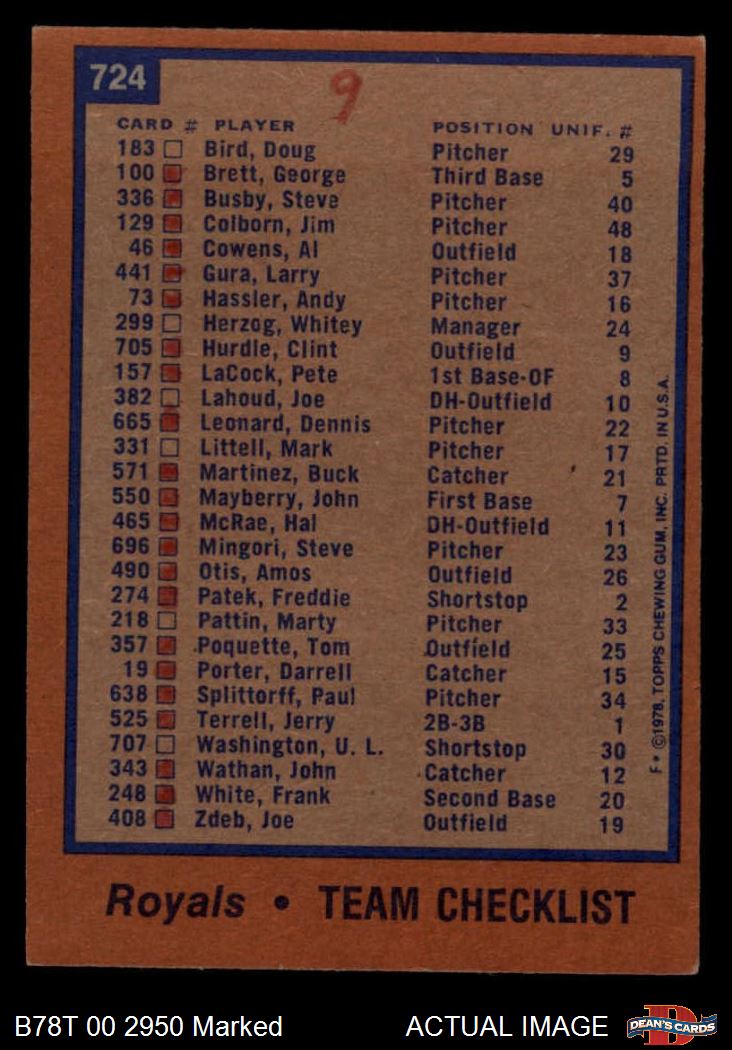 724
9
CARD # PLAYER POSITION UNIF. #
183 Bird, Doug Pitcher 29
100 Brett, George Third Base 5
336 Busby, Steve Pitcher 40
129 Colborn, Jim Pitcher 48
46 Cowens, Al Outfield 18
441 Gura, Larry Pitcher 37
73 Hassler, Andy Pitcher 16
299 Herzog, Whitey Manager 24
705 Hurdle, Clint Outfield 9
157 LaCock, Pete 1st Base-OF 8
382 Lahoud, Joe DH-Outfield 10
665 Leonard, Dennis Pitcher 22
331 Littell, Mark Pitcher 17
571 Martinez, Buck Catcher 21
550 Mayberry, John First Base 7
465 McRae, Hal DH-Outfield 11
696 Mingori, Steve Pitcher 23
490 Otis, Amos Outfield 26
274 Patek, Freddie Shortstop 2
218 Pattin, Marty Pitcher 33
357 Poquette, Tom Outfield 25
19 Porter, Darrell Catcher 15
638 Splittorff, Paul Pitcher 34
525 Terrell, Jerry 2B-3B 1
707 Washington, U. L. Shortstop 30
343 Wathan, John Catcher 12
248 White, Frank Second Base 20
408 Zdeb, Joe Outfield 19
F* ©1978, TOPPS CHEWING GUM, INC. PRTD. IN U.S.A.
Royals • TEAM CHECKLIST
B78T 00 2950 Marked ACTUAL IMAGE
D
DEAN'S CARDS